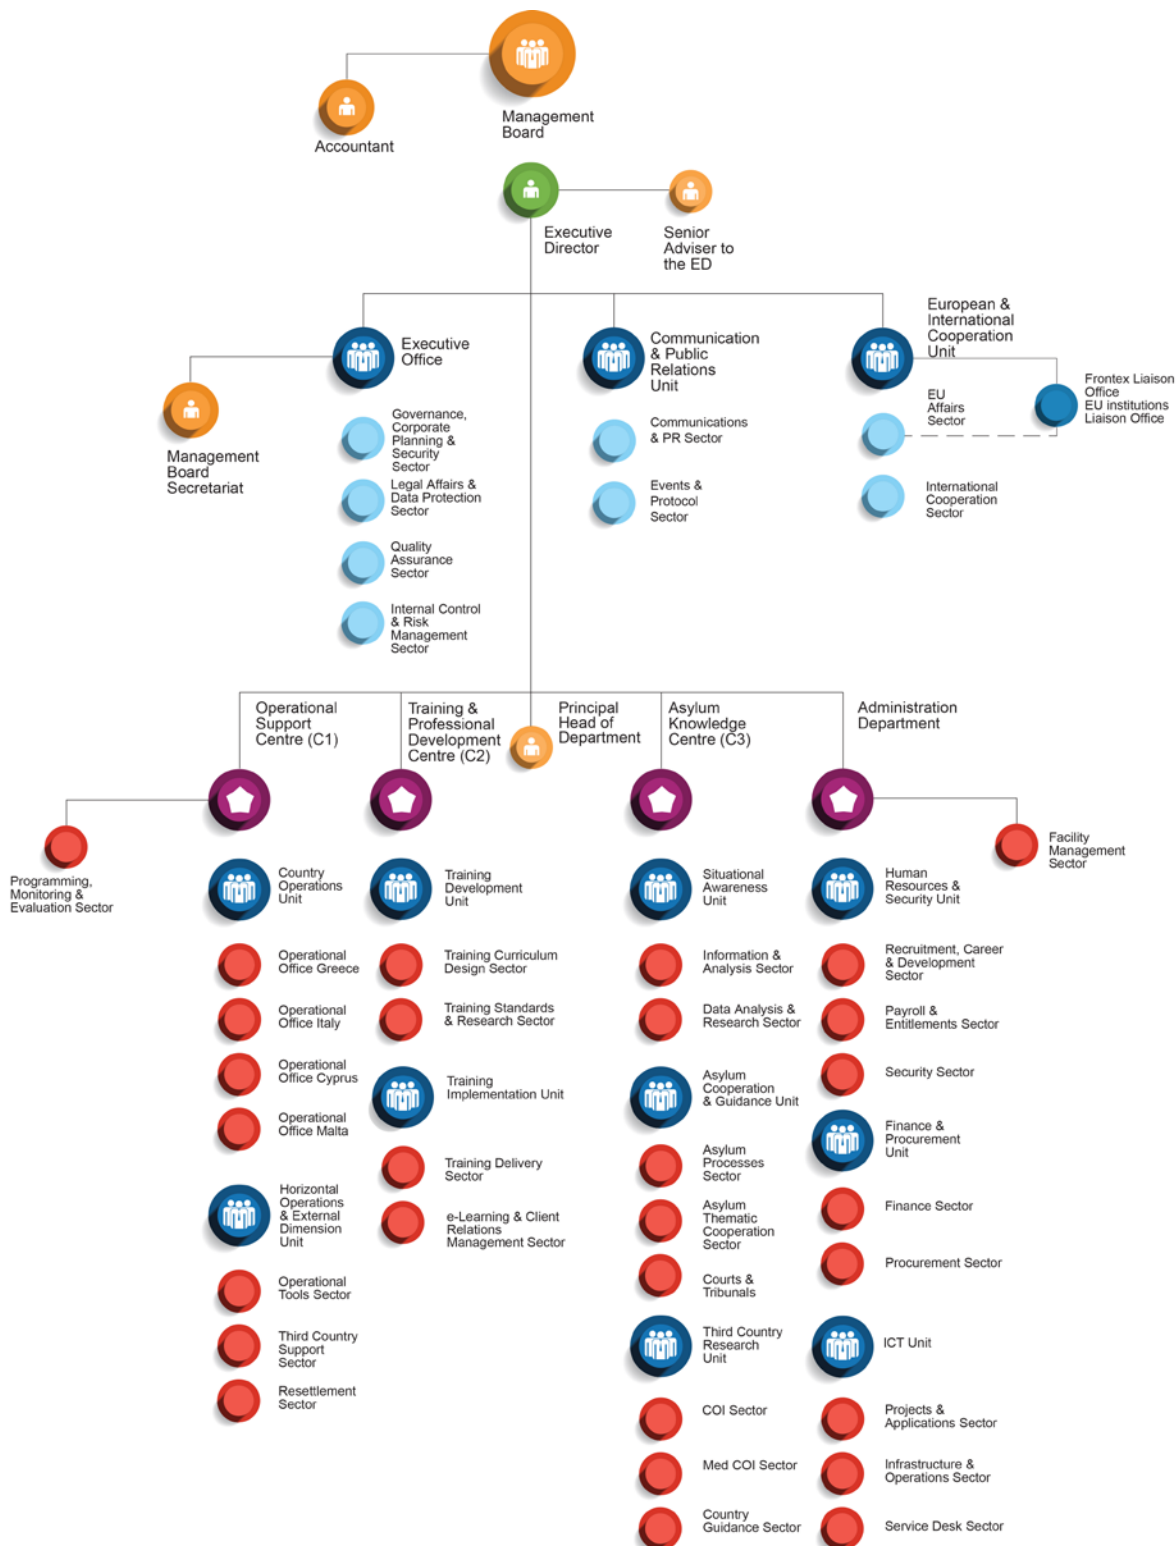 Management
Board
Accountant
Executive
Director
Senior
Adviser to
the ED
Executive
Office
Communication
& Public
Relations
Unit
European &
International
Cooperation
Unit
Frontex Liaison
Office
EU institutions
Liaison Office
Management
Board
Secretariat
Governance,
Corporate
Planning &
Security
Sector
Legal Affairs &
Data Protection
Sector
Quality
Assurance
Sector
Internal Control
& Risk
Management
Sector
Communications
& PR Sector
Events &
Protocol
Sector
EU
Affairs
Sector
International
Cooperation
Sector
Operational
Support
Centre (C1)
Training &
Professional
Development
Centre (C2)
Principal
Head of
Department
Asylum
Knowledge
Centre (C3)
Administration
Department
Programming,
Monitoring &
Evaluation Sector
Facility
Management
Sector
Country
Operations
Unit
Operational
Office Greece
Operational
Office Italy
Operational
Office Cyprus
Operational
Office Malta
Horizontal
Operations
& External
Dimension
Unit
Operational
Tools Sector
Third Country
Support
Sector
Resettlement
Sector
Training
Development
Unit
Training Curriculum
Design Sector
Training Standards
& Research Sector
Training
Implementation Unit
Training Delivery
Sector
e-Learning & Client
Relations
Management Sector
Situational
Awareness
Unit
Information &
Analysis Sector
Data Analysis &
Research Sector
Asylum
Cooperation
& Guidance Unit
Asylum
Processes
Sector
Asylum
Thematic
Cooperation
Sector
Courts &
Tribunals
Third Country
Research
Unit
COI Sector
Med COI Sector
Country
Guidance Sector
Human
Resources &
Security Unit
Recruitment, Career
& Development
Sector
Payroll &
Entitlements Sector
Security Sector
Finance &
Procurement
Unit
Finance Sector
Procurement Sector
ICT Unit
Projects &
Applications Sector
Infrastructure &
Operations Sector
Service Desk Sector